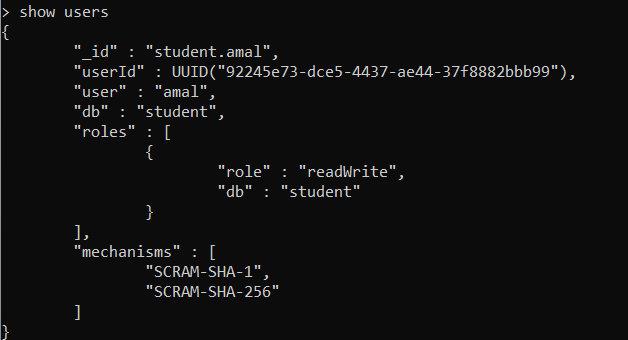 > show users
{
        "_id" : "student.amal",
        "userId" : UUID("92245e73-dce5-4437-ae44-37f8882bbb99"),
        "user" : "amal",
        "db" : "student",
        "roles" : [
                {
                        "role" : "readWrite",
                        "db" : "student"
                }
        ],
        "mechanisms" : [
                "SCRAM-SHA-1",
                "SCRAM-SHA-256"
        ]
}